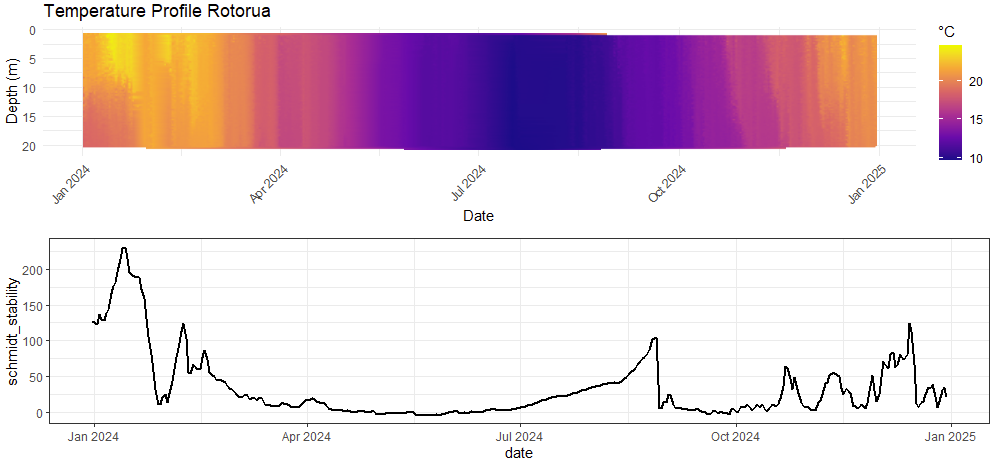 Temperature Profile Rotorua
Depth (m)
0
5
10
15
20
Jan 2024
Apr 2024
Jul 2024
Oct 2024
Jan 2025
Date
°C
20
15
10
schmidt_stability
200
150
100
50
0
Jan 2024
Apr 2024
Jul 2024
Oct 2024
Jan 2025
date